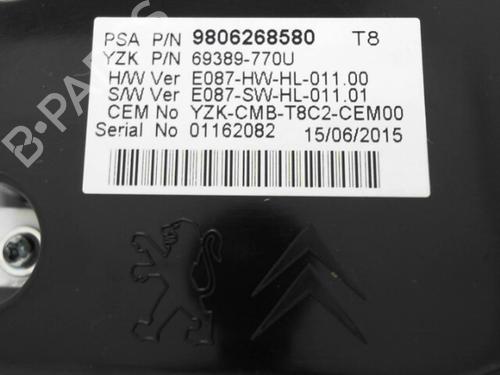 PSA P/N 9806268580 T8
YZK P/N 69389-770U
H/W Ver E087-HW-HL-011.00
S/W Ver E087-SW-HL-011.01
CEM No YZK-CMB-T8C2-CEM00
Serial No 01162082 15/06/2015
B-PARTS